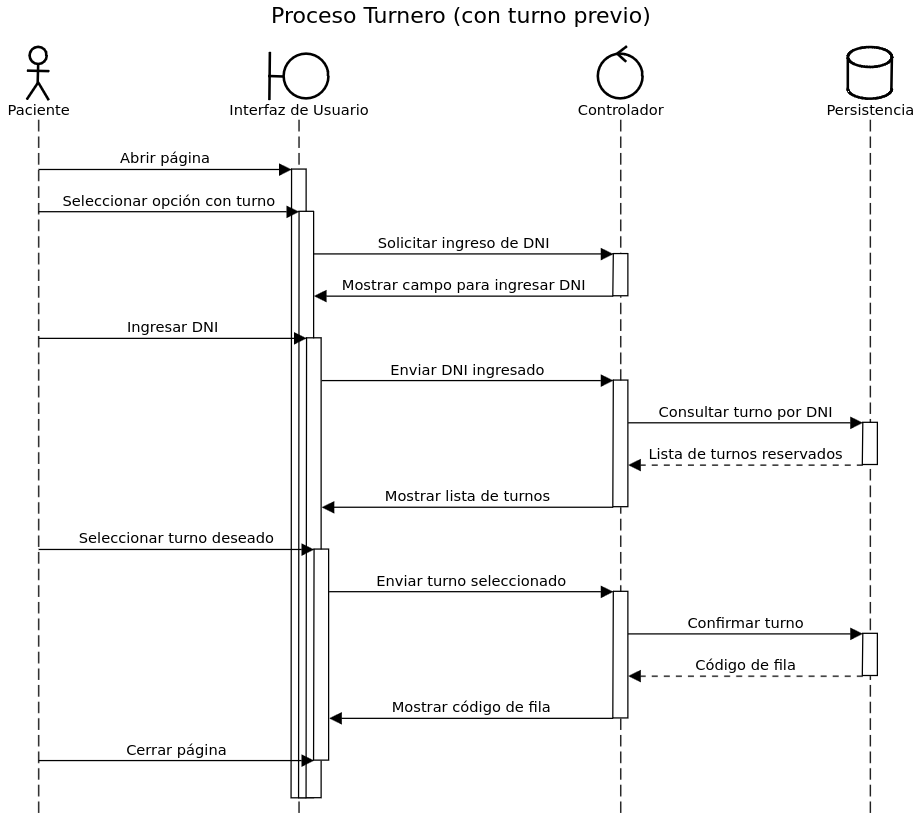 Proceso Turnero (con turno previo)
Paciente
Interfaz de Usuario
Controlador
Persistencia
Abrir página
Seleccionar opción con turno
Solicitar ingreso de DNI
Mostrar campo para ingresar DNI
Ingresar DNI
Enviar DNI ingresado
Consultar turno por DNI
Lista de turnos reservados
Mostrar lista de turnos
Seleccionar turno deseado
Enviar turno seleccionado
Confirmar turno
Código de fila
Mostrar código de fila
Cerrar página